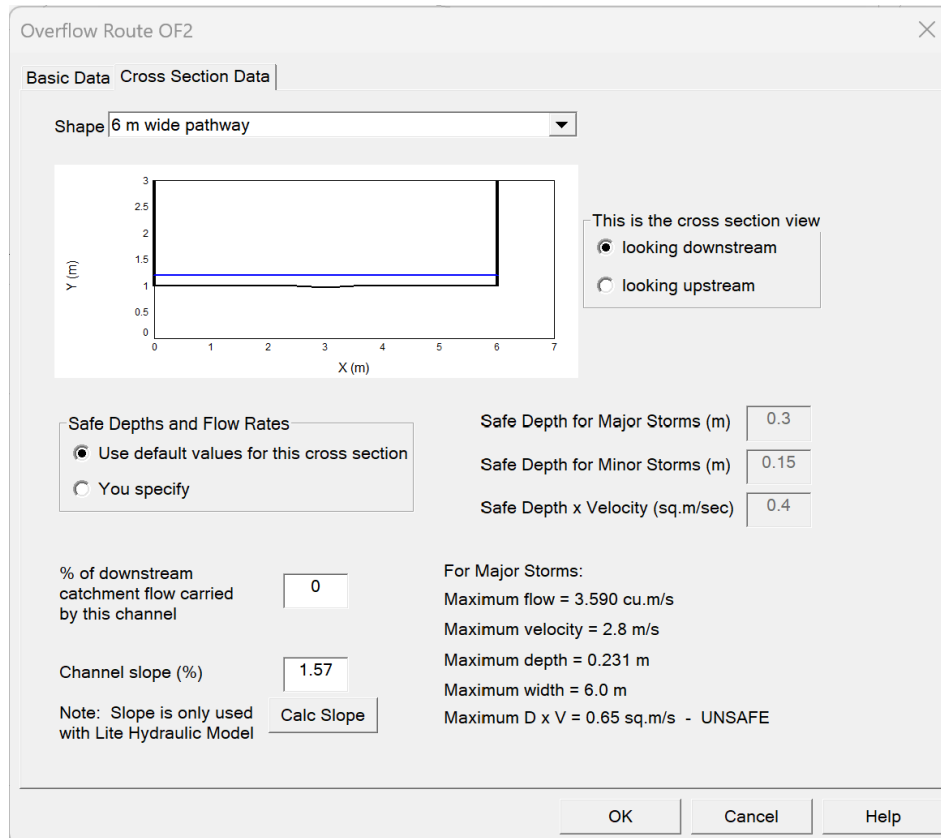 Overflow Route OF2
Basic Data
Cross Section Data
Shape
6 m wide pathway
3
2.5
2
1.5
1
0.5
0
Y (m)
0 1 2 3 4 5 6 7
X (m)
This is the cross section view
looking downstream
looking upstream
Safe Depths and Flow Rates
Use default values for this cross section
You specify
Safe Depth for Major Storms (m) 0.3
Safe Depth for Minor Storms (m) 0.15
Safe Depth x Velocity (sq.m/sec) 0.4
% of downstream
catchment flow carried
by this channel
0
Channel slope (%) 1.57
Note: Slope is only used
with Lite Hydraulic Model
Calc Slope
For Major Storms:
Maximum flow = 3.590 cu.m/s
Maximum velocity = 2.8 m/s
Maximum depth = 0.231 m
Maximum width = 6.0 m
Maximum D x V = 0.65 sq.m/s - UNSAFE
OK
Cancel
Help